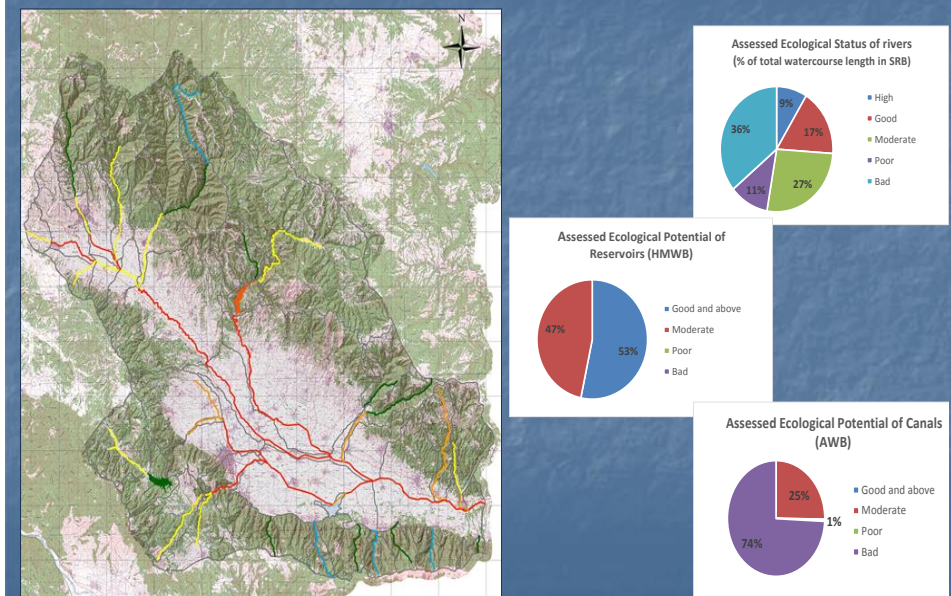 N
Assessed Ecological Status of rivers
(% of total watercourse length in SRB)
9%
17%
27%
11%
36%
High
Good
Moderate
Poor
Bad
Assessed Ecological Potential of
Reservoirs (HMWB)
47%
53%
Good and above
Moderate
Poor
Bad
Assessed Ecological Potential of Canals
(AWB)
25%
1%
74%
Good and above
Moderate
Poor
Bad